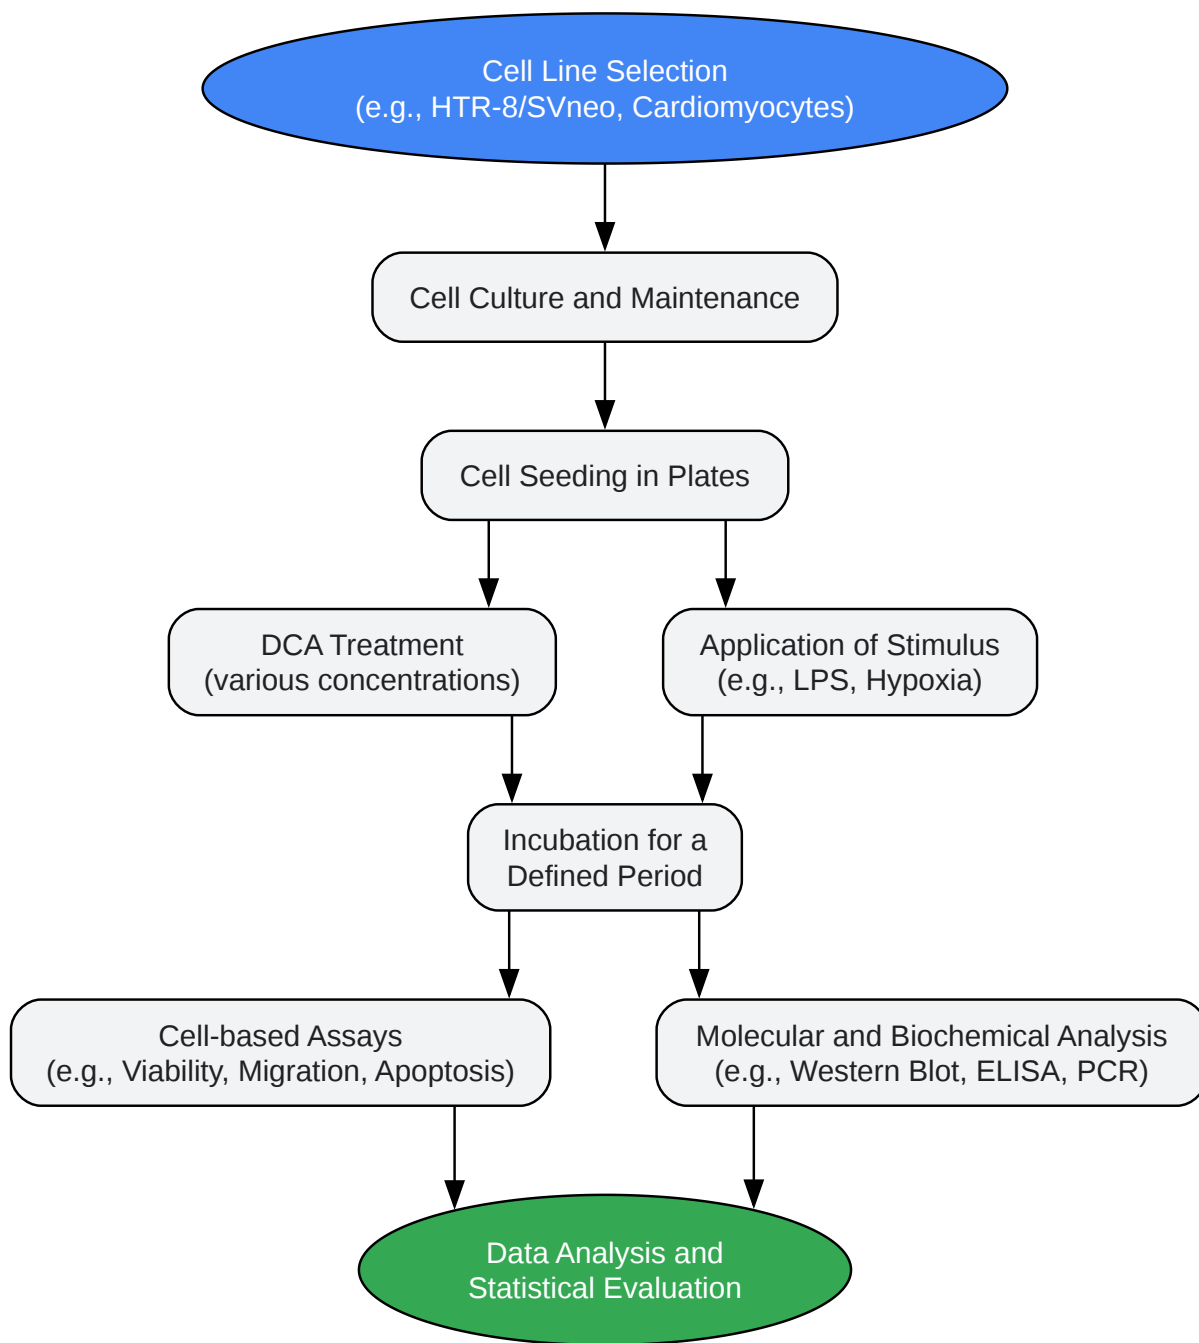 Cell Line Selection
(e.g., HTR-8/SVneo, Cardiomyocytes)
Cell Culture and Maintenance
Cell Seeding in Plates
DCA Treatment
(various concentrations)
Application of Stimulus
(e.g., LPS, Hypoxia)
Incubation for a
Defined Period
Cell-based Assays
(e.g., Viability, Migration, Apoptosis)
Molecular and Biochemical Analysis
(e.g., Western Blot, ELISA, PCR)
Data Analysis and
Statistical Evaluation